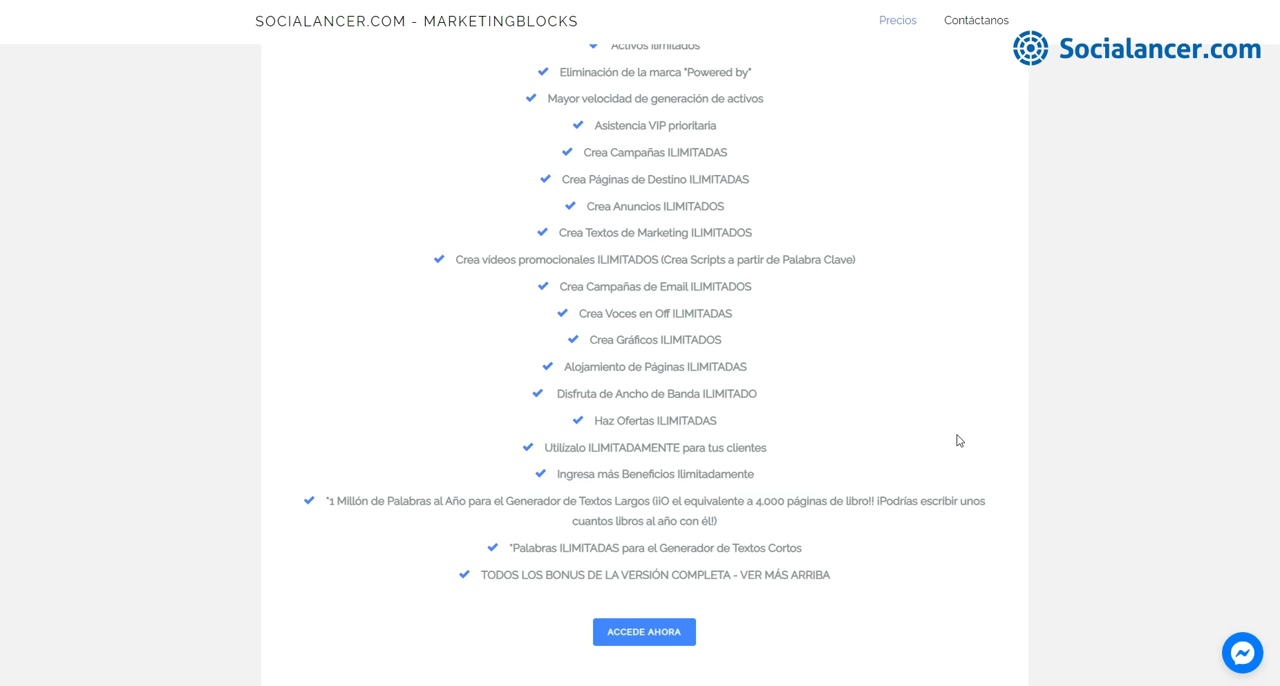 SOCIALANCER.COM - MARKETINGBLOCKS
Precios
Contáctanos
Socialancer.com
Activos Ilimitados
Eliminación de la marca "Powered by"
Mayor velocidad de generación de activos
Asistencia VIP prioritaria
Crea Campañas ILIMITADAS
Crea Páginas de Destino ILIMITADAS
Crea Anuncios ILIMITADOS
Crea Textos de Marketing ILIMITADOS
Crea vídeos promocionales ILIMITADOS (Crea Scripts a partir de Palabra Clave)
Crea Campañas de Email ILIMITADOS
Crea Voces en Off ILIMITADAS
Crea Gráficos ILIMITADOS
Alojamiento de Páginas ILIMITADAS
Disfruta de Ancho de Banda ILIMITADO
Haz Ofertas ILIMITADAS
Utilízalo ILIMITADAMENTE para tus clientes
Ingresa más Beneficios Ilimitadamente
*1 Millón de Palabras al Año para el Generador de Textos Largos (¡¡O el equivalente a 4.000 páginas de libro!! ¡Podrías escribir unos
cuantos libros al año con él!)
*Palabras ILIMITADAS para el Generador de Textos Cortos
TODOS LOS BONUS DE LA VERSIÓN COMPLETA - VER MÁS ARRIBA
ACCEDE AHORA